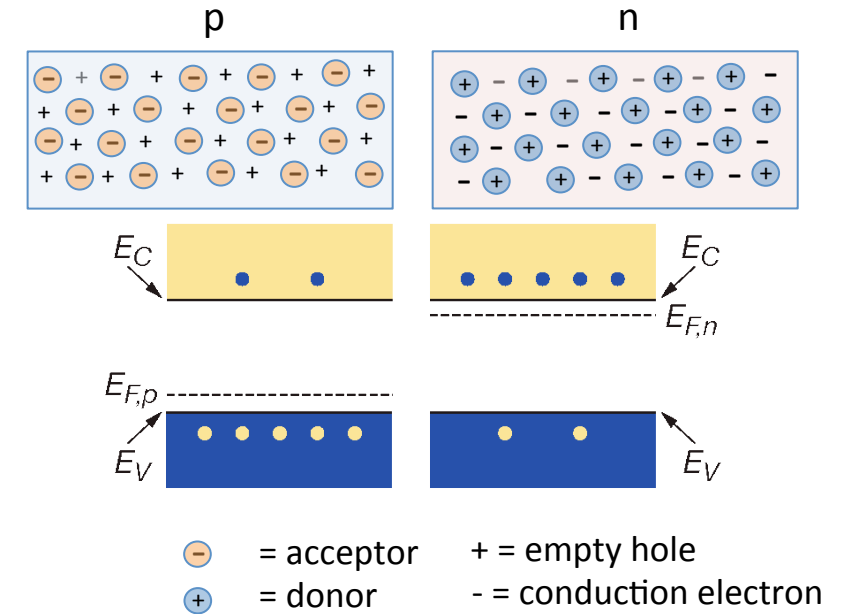 p n
E_C E_C
E_F,n
E_F,p
E_V E_V
= acceptor + = empty hole
= donor - = conduction electron